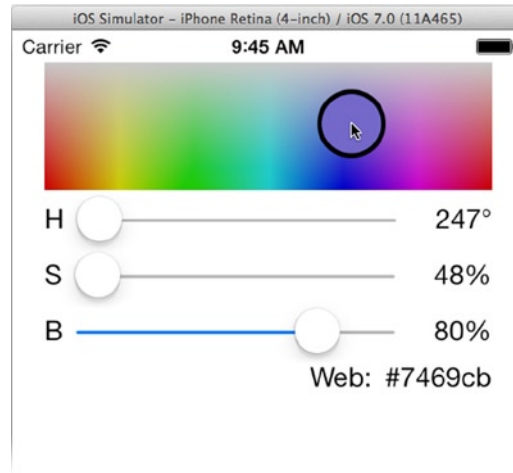 iOS Simulator – iPhone Retina (4-inch) / iOS 7.0 (11A465)
Carrier 9:45 AM
H 247°
S 48%
B 80%
Web: #7469cb